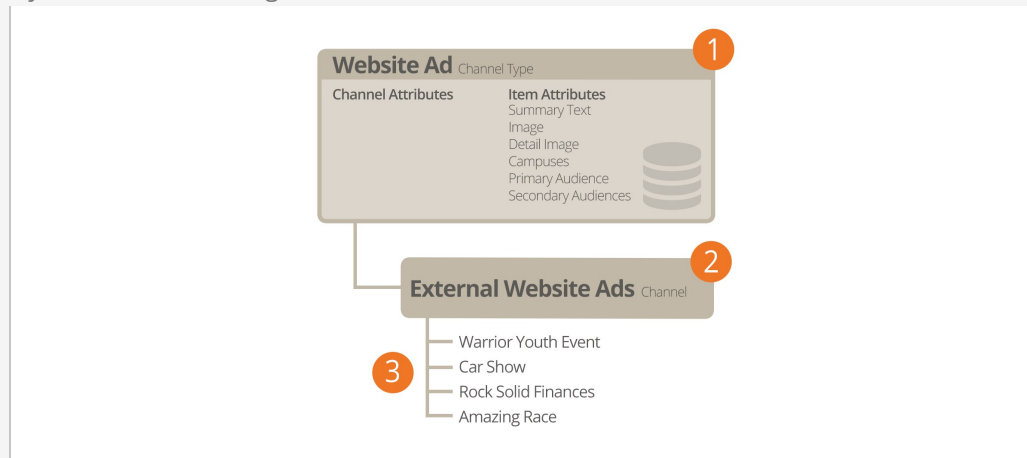 1
Website Ad Channel Type
Channel Attributes
Item Attributes
Summary Text
Image
Detail Image
Campuses
Primary Audience
Secondary Audiences
2
External Website Ads Channel
3
Warrior Youth Event
Car Show
Rock Solid Finances
Amazing Race